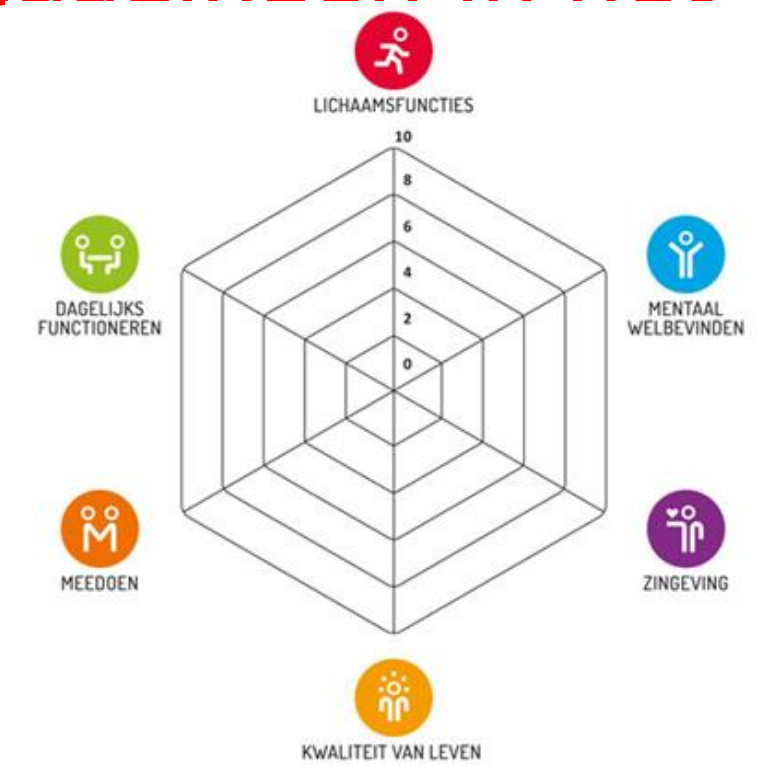 LICHAAMSFUNCTIES
10
8
6
4
2
0
DAGELIJKS
FUNCTIONEREN
MENTAAL
WELBEVINDEN
MEEDOEN
ZINGEVING
KWALITEIT VAN LEVEN